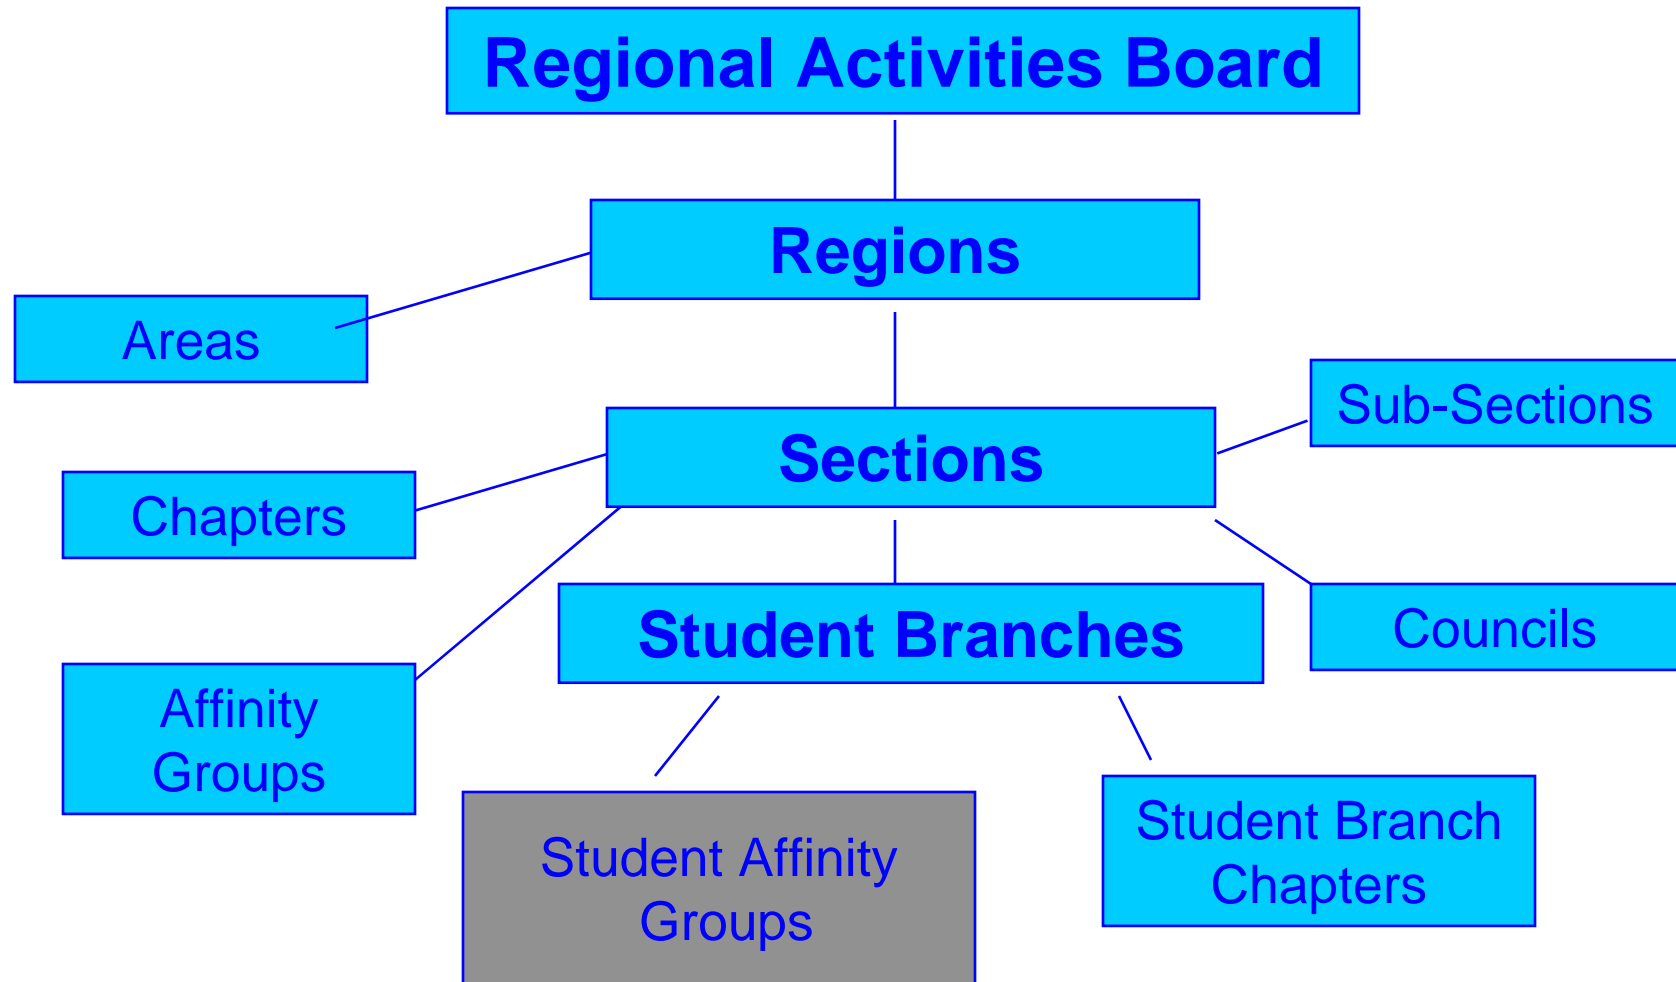 Regional Activities Board
Regions
Areas
Sub-Sections
Sections
Chapters
Councils
Student Branches
Affinity
Groups
Student Affinity
Groups
Student Branch
Chapters